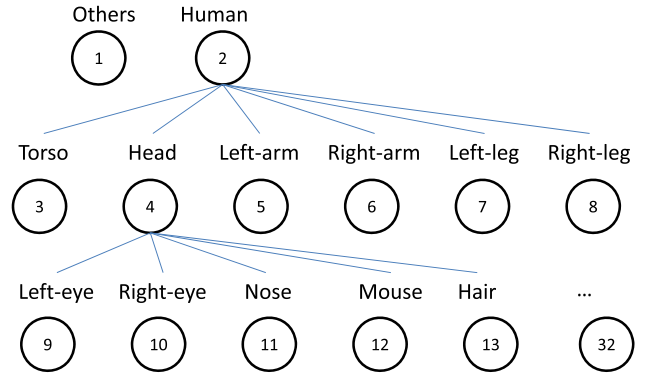 Others Human
1 2
Torso Head Left-arm Right-arm Left-leg Right-leg
3 4 5 6 7 8
Left-eye Right-eye Nose Mouse Hair ...
9 10 11 12 13 32